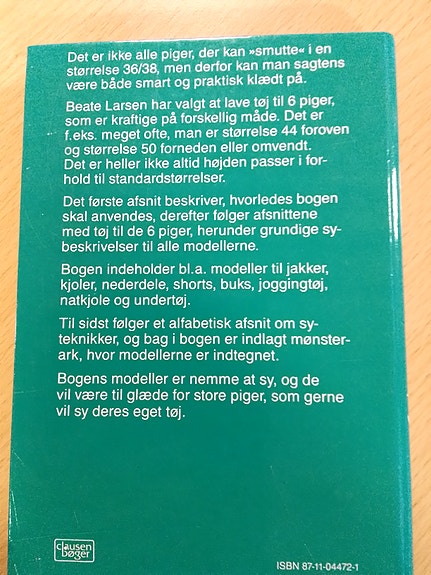 Det er ikke alle piger, der kan »smutte« i en
størrelse 36/38, men derfor kan man sagtens
være både smart og praktisk klædt på.
Beate Larsen har valgt at lave tøj til 6 piger,
som er kraftige på forskellig måde. Det er
f.eks. meget ofte, man er størrelse 44 foroven
og størrelse 50 forneden eller omvendt.
Det er heller ikke altid højden passer i for-
hold til standardstørrelser.
Det første afsnit beskriver, hvorledes bogen
skal anvendes, derefter følger afsnittene
med tøj til de 6 piger, herunder grundige sy-
beskrivelser til alle modellerne.
Bogen indeholder bl.a. modeller til jakker,
kjoler, nederdele, shorts, buks, joggingtøj,
natkjole og undertøj.
Til sidst følger et alfabetisk afsnit om sy-
teknikker, og bag i bogen er indlagt mønster-
ark, hvor modellerne er indtegnet.
Bogens modeller er nemme at sy, og de
vil være til glæde for store piger, som gerne
vil sy deres eget tøj.
clausen
bøger
ISBN 87-11-04472-1